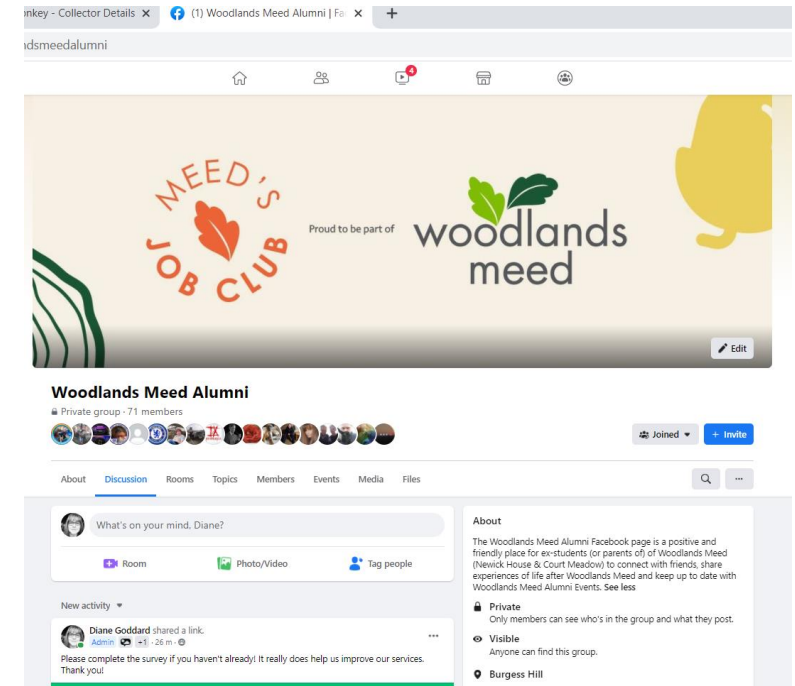 nkey - Collector Details
(1) Woodlands Meed Alumni | Fa
dsmeedalumni
4
MEED'S
JOB CLUB
Proud to be part of
woodlands
meed
Edit
Woodlands Meed Alumni
Private group · 71 members
Joined
+ Invite
About Discussion Rooms Topics Members Events Media Files
What's on your mind, Diane?
Room Photo/Video Tag people
New activity
Diane Goddard shared a link.
Admin +1 · 26 m ·
Please complete the survey if you haven't already! It really does help us improve our services.
Thank you!
About
The Woodlands Meed Alumni Facebook page is a positive and
friendly place for ex-students (or parents of) of Woodlands Meed
(Newick House & Court Meadow) to connect with friends, share
experiences of life after Woodlands Meed and keep up to date with
Woodlands Meed Alumni Events. See less
Private
Only members can see who's in the group and what they post.
Visible
Anyone can find this group.
Burgess Hill